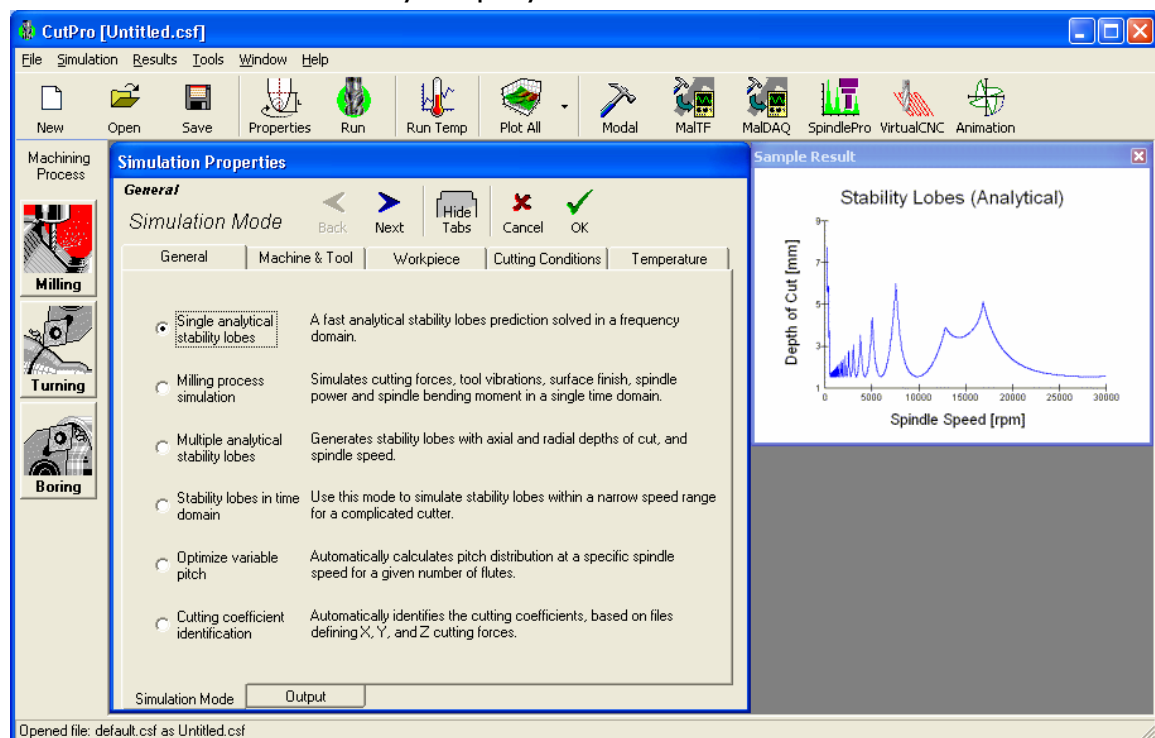 CutPro [Untitled.csf]
File Simulation Results Tools Window Help
New Open Save Properties Run Run Temp Plot All Modal MalTF MalDAQ SpindlePro VirtualCNC Animation
Machining
Process
Milling
Turning
Boring
Simulation Properties
General
Simulation Mode
Back Next Hide
Tabs Cancel OK
General Machine & Tool Workpiece Cutting Conditions Temperature
Single analytical
stability lobes
A fast analytical stability lobes prediction solved in a frequency
domain.
Milling process
simulation
Simulates cutting forces, tool vibrations, surface finish, spindle
power and spindle bending moment in a single time domain.
Multiple analytical
stability lobes
Generates stability lobes with axial and radial depths of cut, and
spindle speed.
Stability lobes in time
domain
Use this mode to simulate stability lobes within a narrow speed range
for a complicated cutter.
Optimize variable
pitch
Automatically calculates pitch distribution at a specific spindle
speed for a given number of flutes.
Cutting coefficient
identification
Automatically identifies the cutting coefficients, based on files
defining X, Y, and Z cutting forces.
Simulation Mode Output
Sample Result
Stability Lobes (Analytical)
Depth of Cut [mm]
9
7
5
3
1
0 5000 10000 15000 20000 25000 30000
Spindle Speed [rpm]
Opened file: default.csf as Untitled.csf